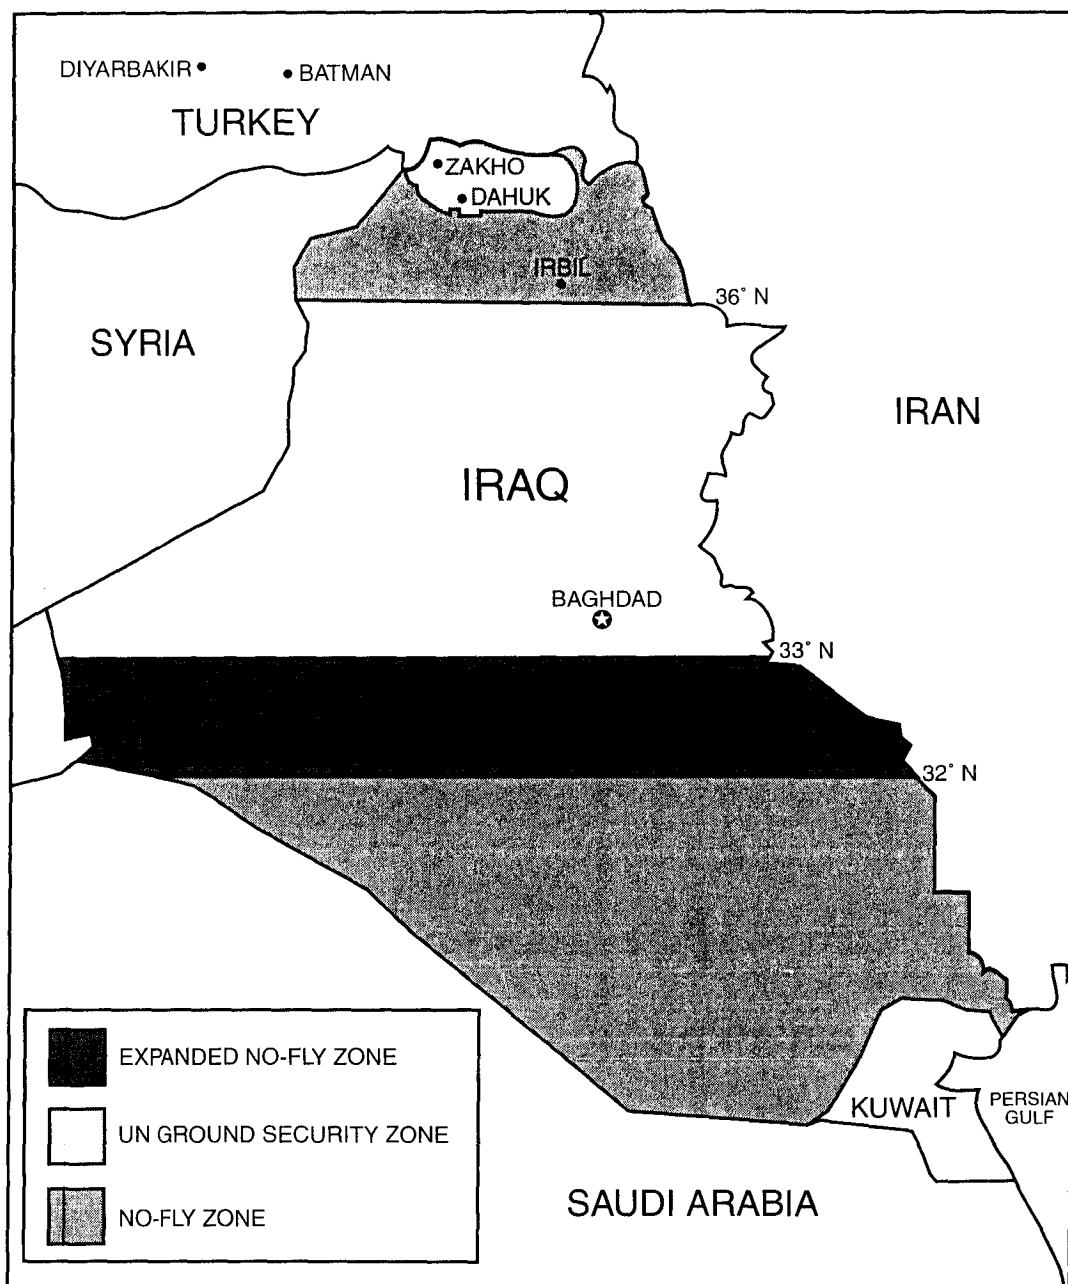 DIYARBAKIR
BATMAN
TURKEY
ZAKHO
DAHUK
IRBIL
36° N
SYRIA
IRAN
IRAQ
BAGHDAD
33° N
32° N
EXPANDED NO-FLY ZONE
UN GROUND SECURITY ZONE
NO-FLY ZONE
KUWAIT
PERSIAN
GULF
SAUDI ARABIA